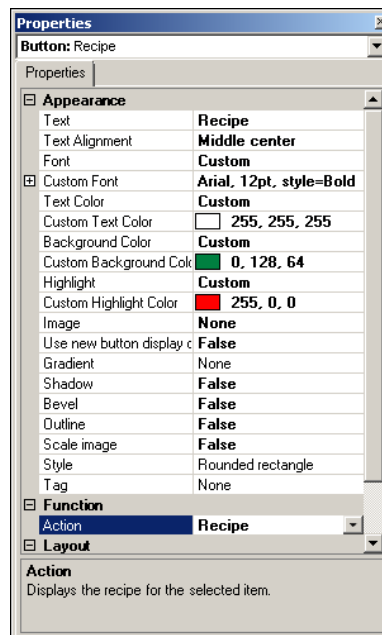 Properties
Button: Recipe
Properties
Appearance
Text Recipe
Text Alignment Middle center
Font Custom
Custom Font Arial, 12pt, style=Bold
Text Color Custom
Custom Text Color 255, 255, 255
Background Color Custom
Custom Background Col 0, 128, 64
Highlight Custom
Custom Highlight Color 255, 0, 0
Image None
Use new button display c False
Gradient None
Shadow False
Bevel False
Outline False
Scale image False
Style Rounded rectangle
Tag None
Function
Action Recipe
Layout
Action
Displays the recipe for the selected item.